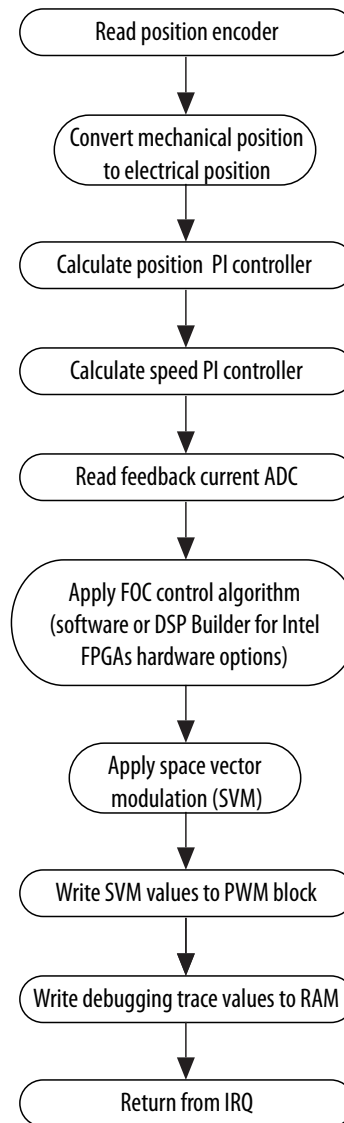 Read position encoder
Convert mechanical position
to electrical position
Calculate position PI controller
Calculate speed PI controller
Read feedback current ADC
Apply FOC control algorithm
(software or DSP Builder for Intel
FPGAs hardware options)
Apply space vector
modulation (SVM)
Write SVM values to PWM block
Write debugging trace values to RAM
Return from IRQ